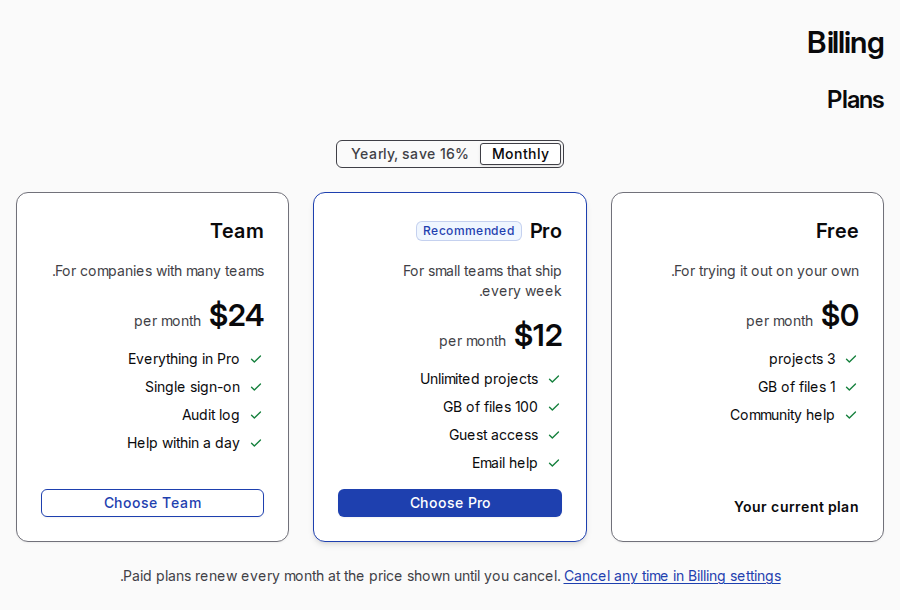 Billing
Plans
Monthly
Yearly, save 16%
Free
.For trying it out on your own
$0 per month
projects 3
GB of files 1
Community help
Your current plan
Pro Recommended
For small teams that ship
.every week
$12 per month
Unlimited projects
GB of files 100
Guest access
Email help
Choose Pro
Team
.For companies with many teams
$24 per month
Everything in Pro
Single sign-on
Audit log
Help within a day
Choose Team
.Paid plans renew every month at the price shown until you cancel. Cancel any time in Billing settings